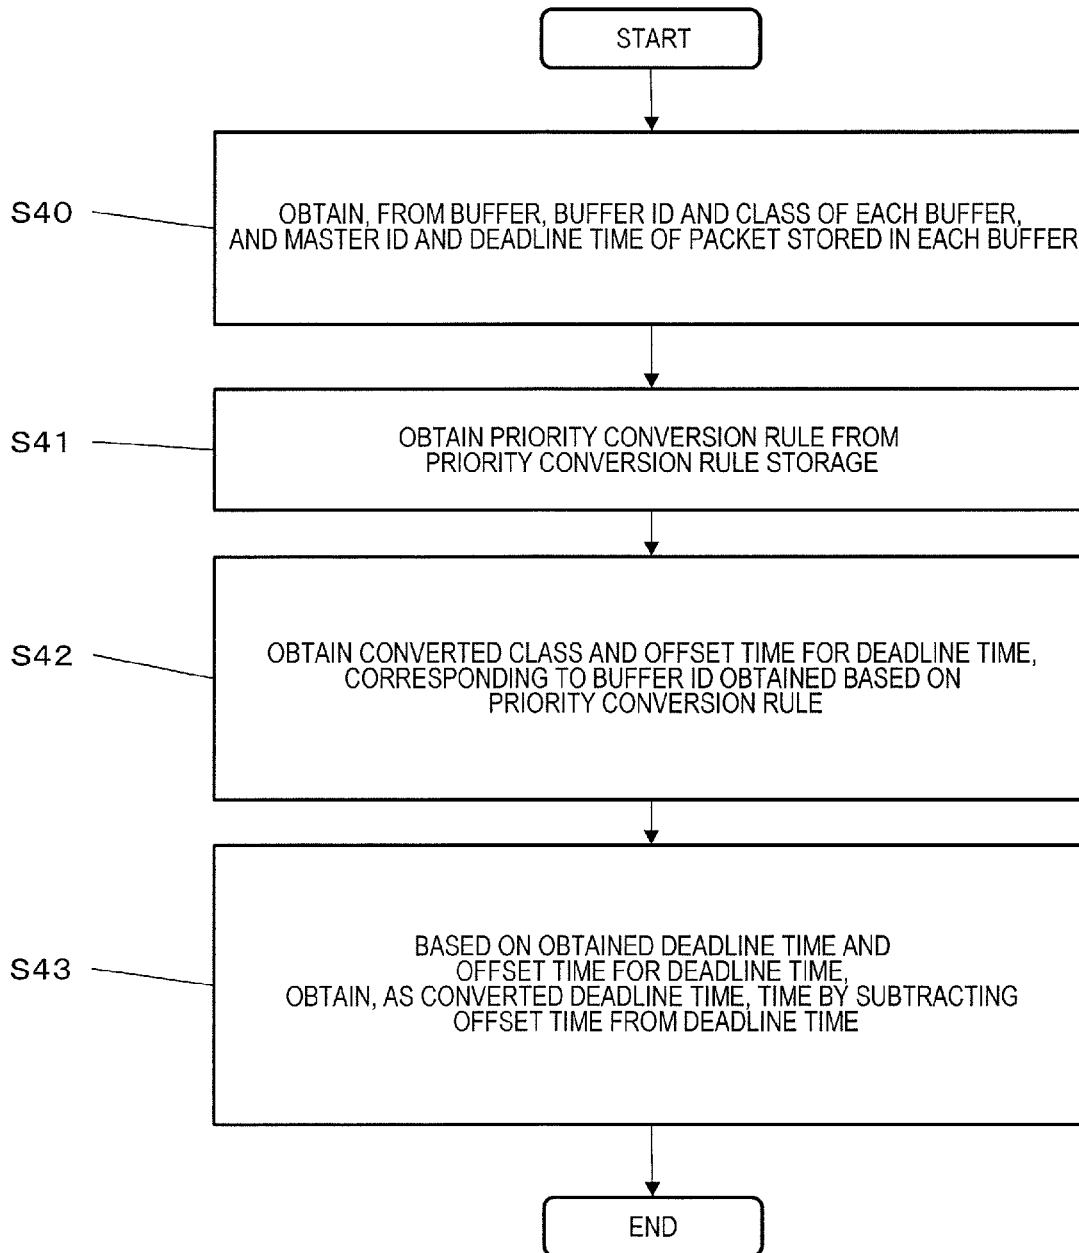 START
S40
OBTAIN, FROM BUFFER, BUFFER ID AND CLASS OF EACH BUFFER,
AND MASTER ID AND DEADLINE TIME OF PACKET STORED IN EACH BUFFER
S41
OBTAIN PRIORITY CONVERSION RULE FROM
PRIORITY CONVERSION RULE STORAGE
S42
OBTAIN CONVERTED CLASS AND OFFSET TIME FOR DEADLINE TIME,
CORRESPONDING TO BUFFER ID OBTAINED BASED ON
PRIORITY CONVERSION RULE
S43
BASED ON OBTAINED DEADLINE TIME AND
OFFSET TIME FOR DEADLINE TIME,
OBTAIN, AS CONVERTED DEADLINE TIME, TIME BY SUBTRACTING
OFFSET TIME FROM DEADLINE TIME
END